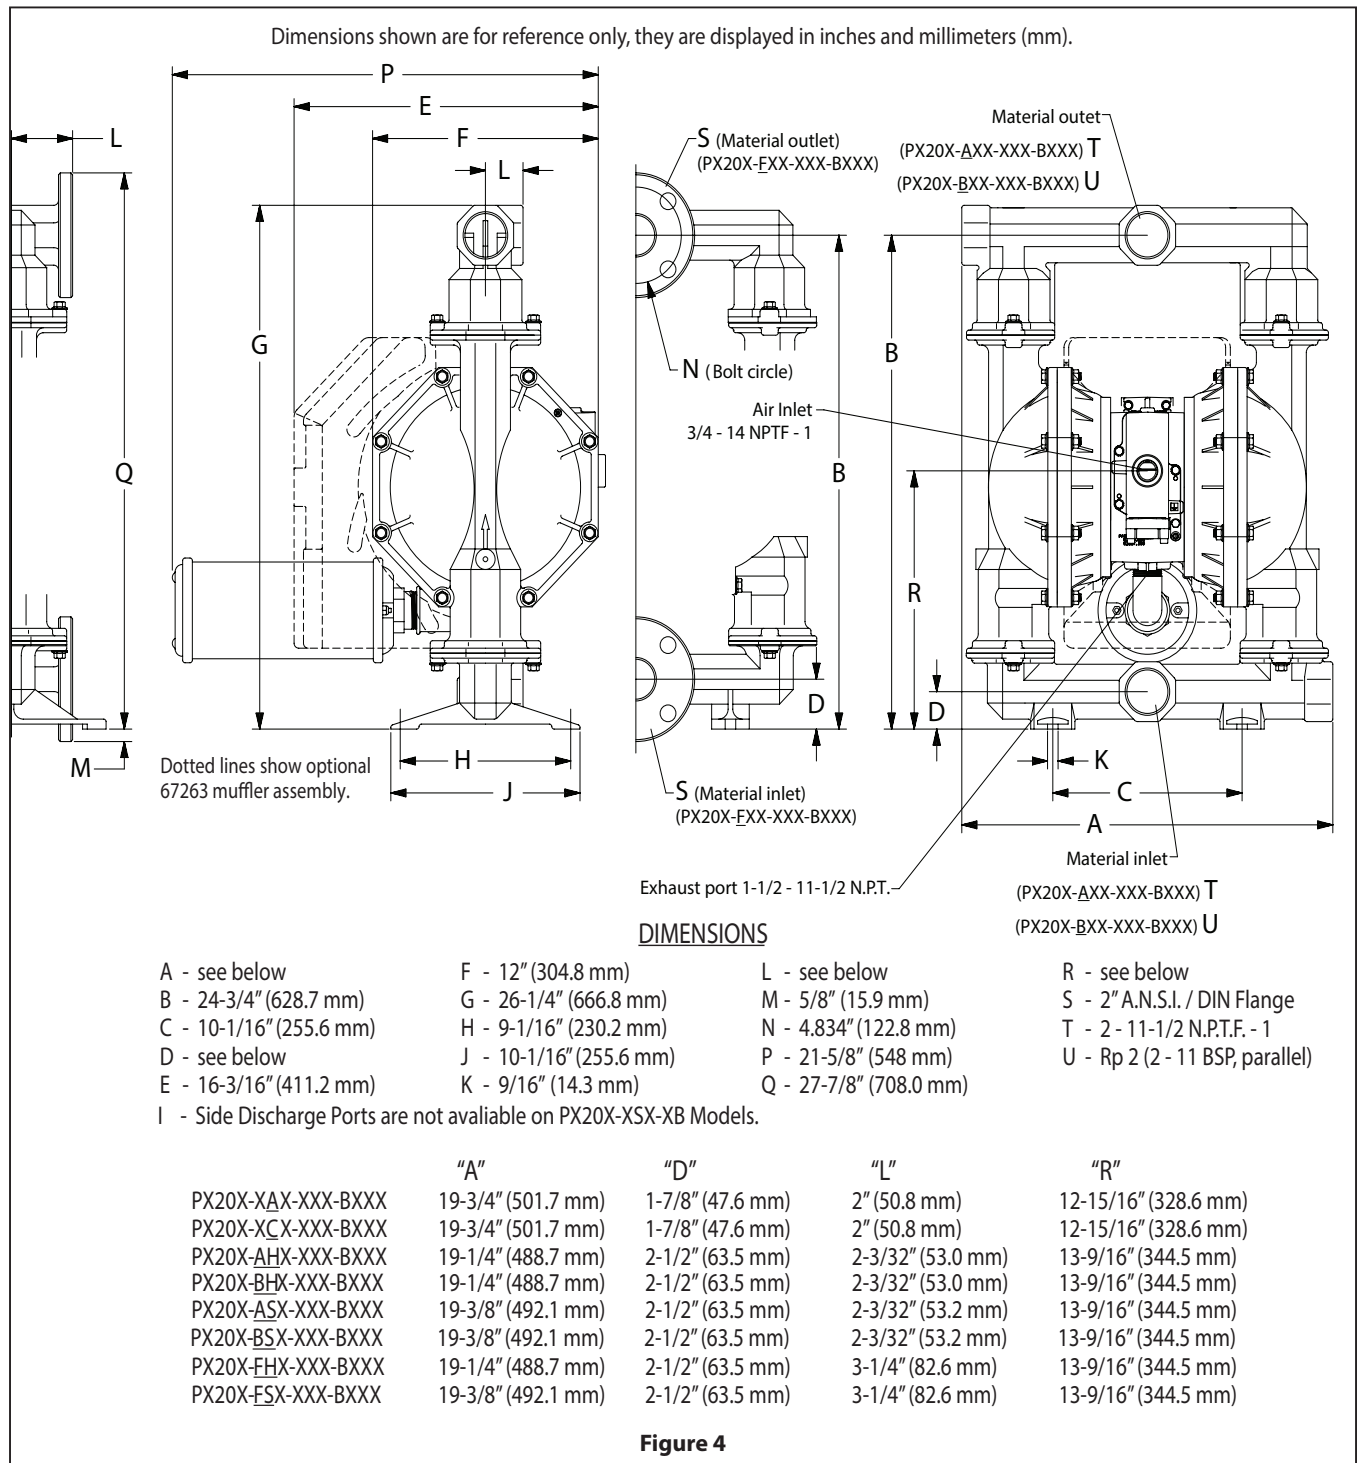 Dimensions shown are for reference only, they are displayed in inches and millimeters (mm).
P
E
F
L
L
G
Q
M
H
J
Dotted lines show optional
67263 muffler assembly.
S (Material outlet)
(PX20X-FXX-XXX-BXXX)
N (Bolt circle)
Air Inlet
3/4 - 14 NPTF - 1
B
D
S (Material inlet)
(PX20X-FXX-XXX-BXXX)
Material outet
(PX20X-AXX-XXX-BXXX) T
(PX20X-BXX-XXX-BXXX) U
B
R
D
K
C
A
Material inlet
(PX20X-AXX-XXX-BXXX) T
(PX20X-BXX-XXX-BXXX) U
Exhaust port 1-1/2 - 11-1/2 N.P.T.
DIMENSIONS
A - see below
B - 24-3/4" (628.7 mm)
C - 10-1/16" (255.6 mm)
D - see below
E - 16-3/16" (411.2 mm)
F - 12" (304.8 mm)
G - 26-1/4" (666.8 mm)
H - 9-1/16" (230.2 mm)
J - 10-1/16" (255.6 mm)
K - 9/16" (14.3 mm)
L - see below
M - 5/8" (15.9 mm)
N - 4.834" (122.8 mm)
P - 21-5/8" (548 mm)
Q - 27-7/8" (708.0 mm)
R - see below
S - 2" A.N.S.I. / DIN Flange
T - 2 - 11-1/2 N.P.T.F. - 1
U - Rp 2 (2 - 11 BSP, parallel)
I - Side Discharge Ports are not avaliable on PX20X-XSX-XB Models.
"A" "D" "L" "R"
PX20X-XAX-XXX-BXXX 19-3/4" (501.7 mm) 1-7/8" (47.6 mm) 2" (50.8 mm) 12-15/16" (328.6 mm)
PX20X-XCX-XXX-BXXX 19-3/4" (501.7 mm) 1-7/8" (47.6 mm) 2" (50.8 mm) 12-15/16" (328.6 mm)
PX20X-AHX-XXX-BXXX 19-1/4" (488.7 mm) 2-1/2" (63.5 mm) 2-3/32" (53.0 mm) 13-9/16" (344.5 mm)
PX20X-BHX-XXX-BXXX 19-1/4" (488.7 mm) 2-1/2" (63.5 mm) 2-3/32" (53.0 mm) 13-9/16" (344.5 mm)
PX20X-ASX-XXX-BXXX 19-3/8" (492.1 mm) 2-1/2" (63.5 mm) 2-3/32" (53.2 mm) 13-9/16" (344.5 mm)
PX20X-BSX-XXX-BXXX 19-3/8" (492.1 mm) 2-1/2" (63.5 mm) 2-3/32" (53.2 mm) 13-9/16" (344.5 mm)
PX20X-FHX-XXX-BXXX 19-1/4" (488.7 mm) 2-1/2" (63.5 mm) 3-1/4" (82.6 mm) 13-9/16" (344.5 mm)
PX20X-FSX-XXX-BXXX 19-3/8" (492.1 mm) 2-1/2" (63.5 mm) 3-1/4" (82.6 mm) 13-9/16" (344.5 mm)
Figure 4